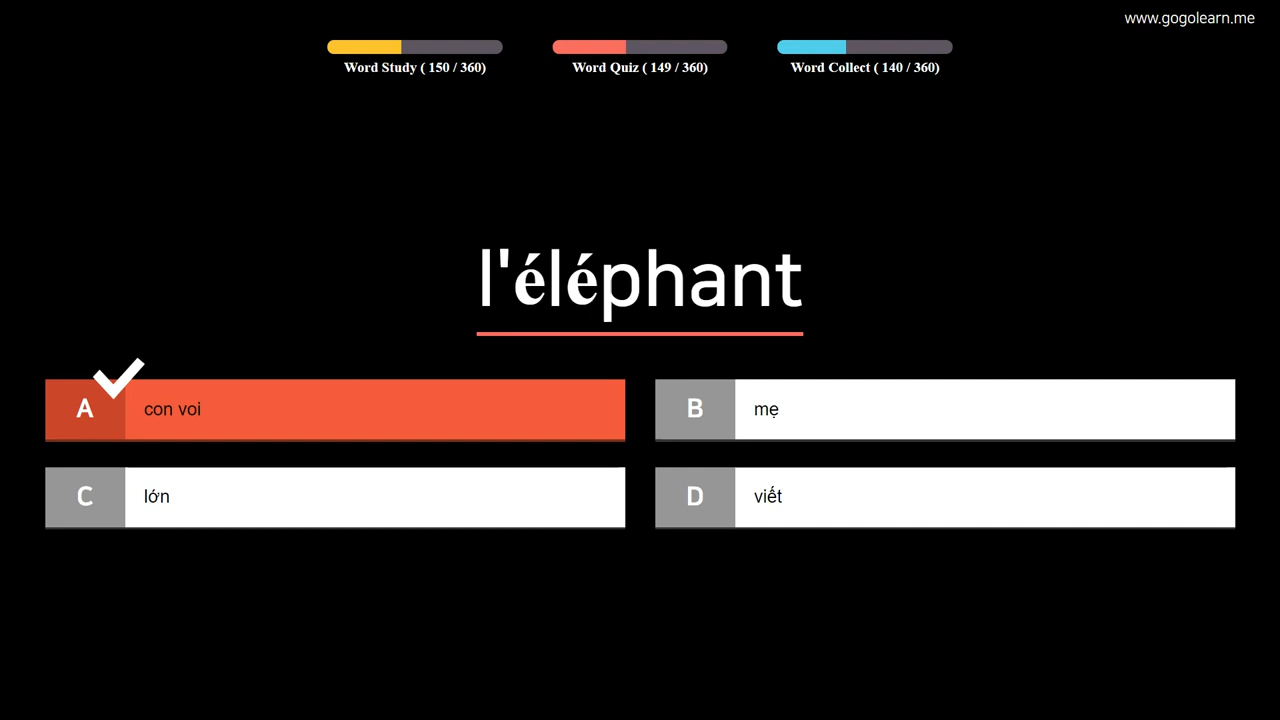 www.gogolearn.me
Word Study ( 150 / 360)
Word Quiz ( 149 / 360)
Word Collect ( 140 / 360)
l'éléphant
A con voi
B mẹ
C lớn
D viết